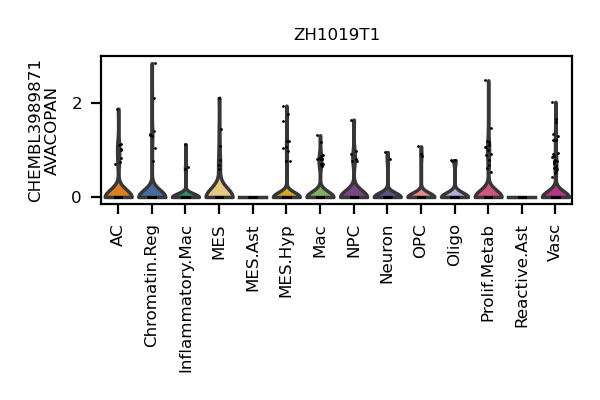 ZH1019T1
CHEMBL3989871
AVACOPAN
2
0
AC
Chromatin.Reg
Inflammatory.Mac
MES
MES.Ast
MES.Hyp
Mac
NPC
Neuron
OPC
Oligo
Prolif.Metab
Reactive.Ast
Vasc